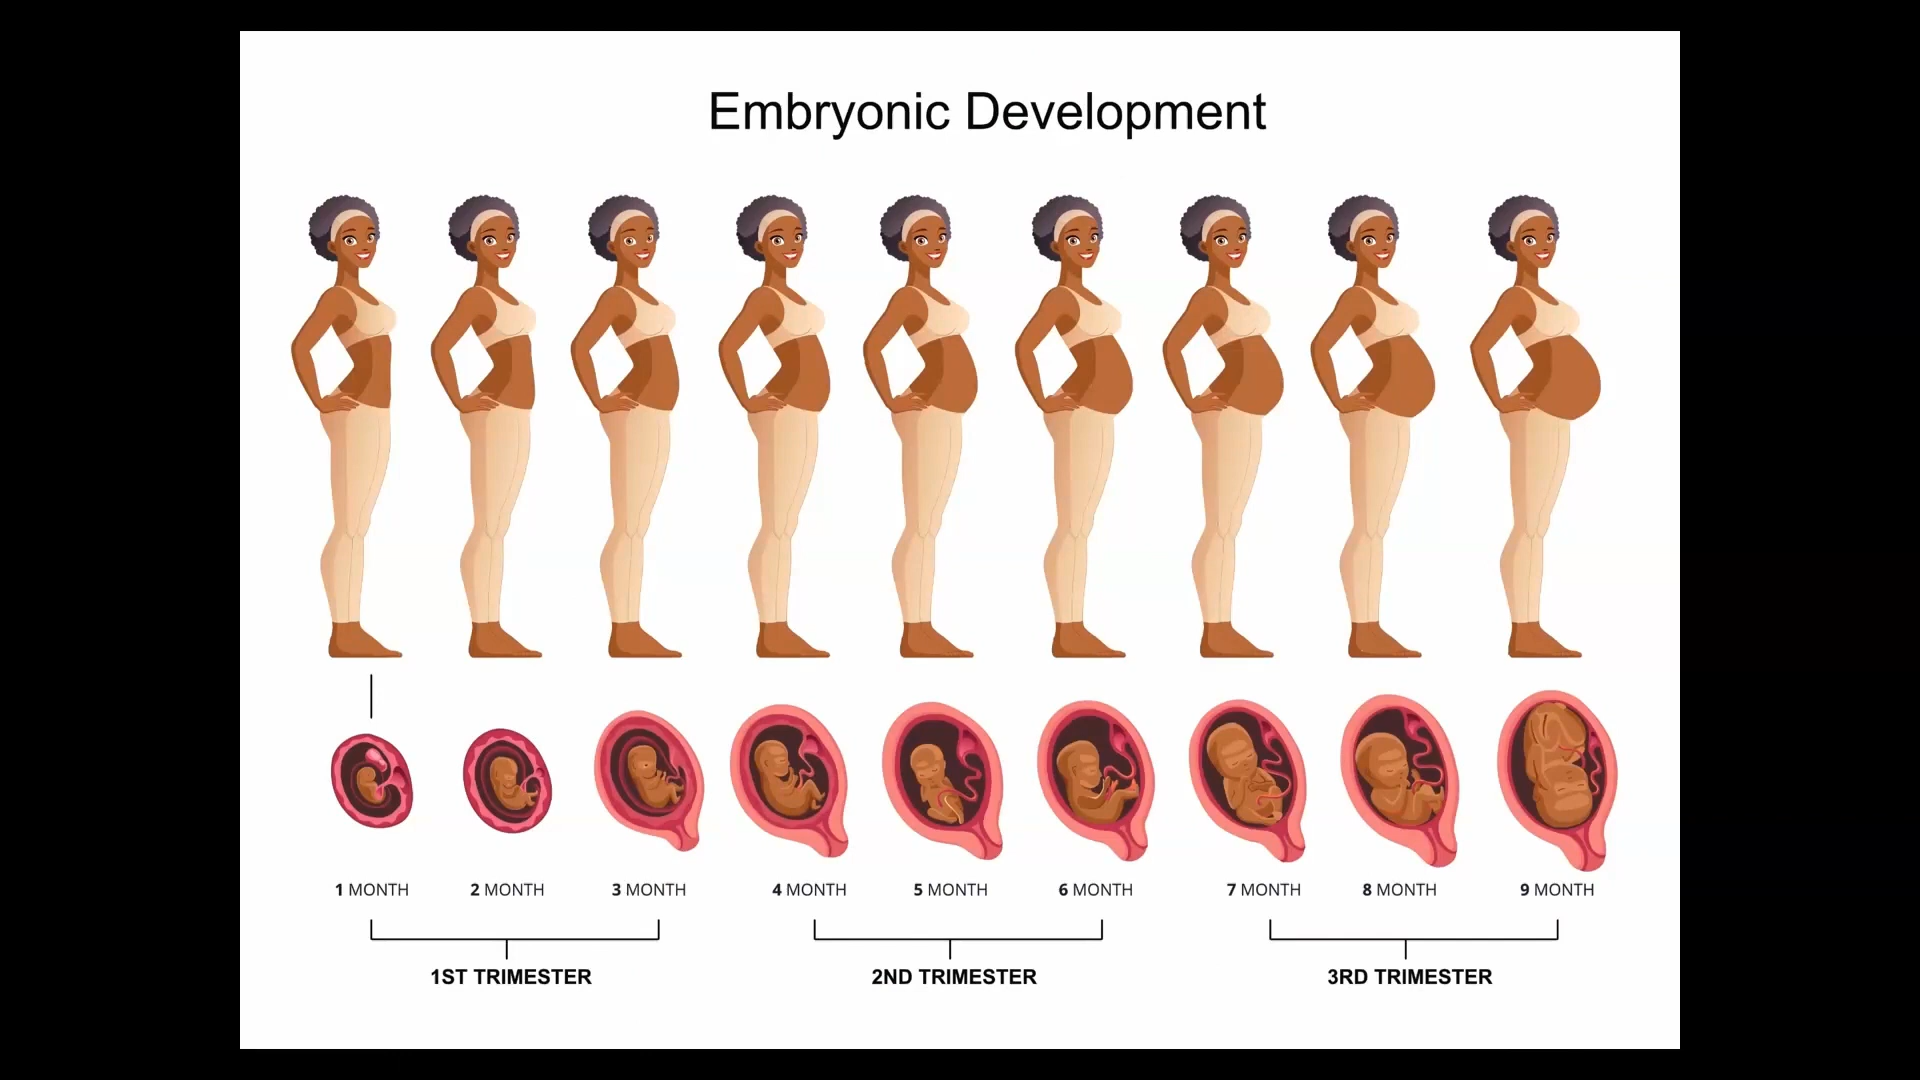 Embryonic Development
1 MONTH
2 MONTH
3 MONTH
4 MONTH
5 MONTH
6 MONTH
7 MONTH
8 MONTH
9 MONTH
1ST TRIMESTER
2ND TRIMESTER
3RD TRIMESTER